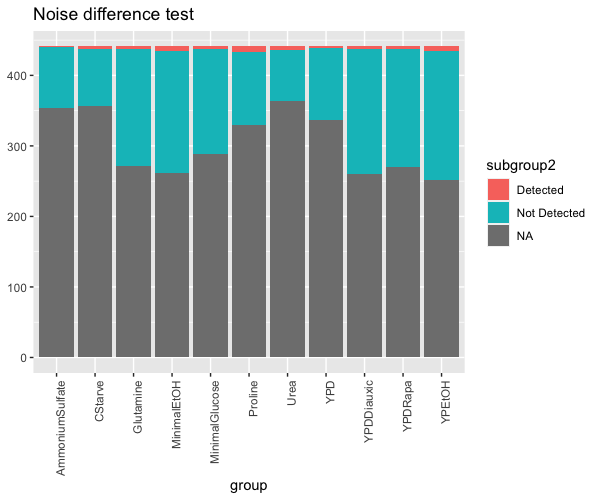 Noise difference test
400
300
200
100
0
AmmoniumSulfate
CStarve
Glutamine
MinimalEtOH
MinimalGlucose
Proline
Urea
YPD
YPDDiauxic
YPDRapa
YPEtOH
group
subgroup2
Detected
Not Detected
NA